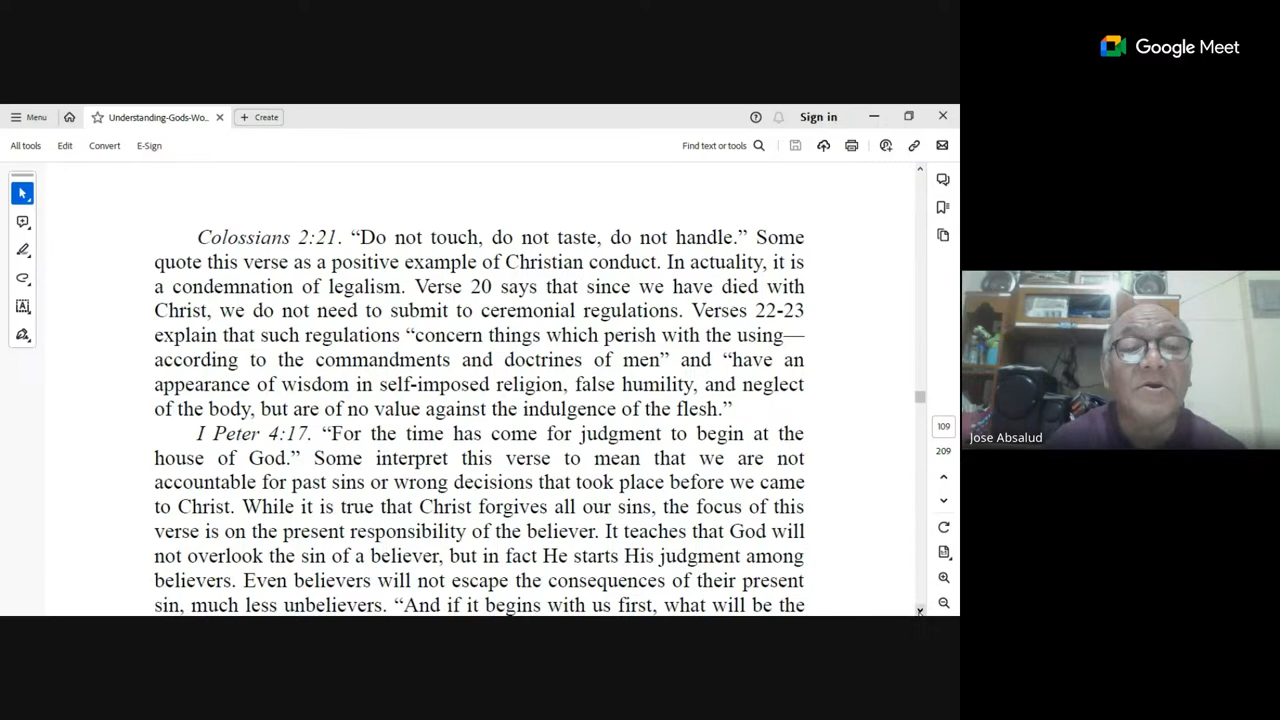 Google Meet
Menu
Understanding-Gods-Wo...
Create
Sign in
All tools
Edit
Convert
E-Sign
Find text or tools
Colossians 2:21. “Do not touch, do not taste, do not handle.” Some
quote this verse as a positive example of Christian conduct. In actuality, it is
a condemnation of legalism. Verse 20 says that since we have died with
Christ, we do not need to submit to ceremonial regulations. Verses 22-23
explain that such regulations “concern things which perish with the using—
according to the commandments and doctrines of men” and “have an
appearance of wisdom in self-imposed religion, false humility, and neglect
of the body, but are of no value against the indulgence of the flesh.”
I Peter 4:17. “For the time has come for judgment to begin at the
house of God.” Some interpret this verse to mean that we are not
accountable for past sins or wrong decisions that took place before we came
to Christ. While it is true that Christ forgives all our sins, the focus of this
verse is on the present responsibility of the believer. It teaches that God will
not overlook the sin of a believer, but in fact He starts His judgment among
believers. Even believers will not escape the consequences of their present
sin, much less unbelievers. “And if it begins with us first, what will be the
109
209
Jose Absalud